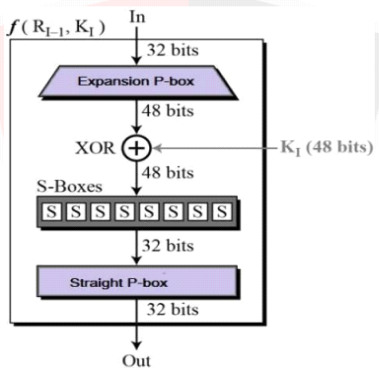 In
f ( R_I–1, K_I )
32 bits
Expansion P-box
48 bits
XOR +
K_I (48 bits)
48 bits
S-Boxes
S S S S S S S S
32 bits
Straight P-box
32 bits
Out